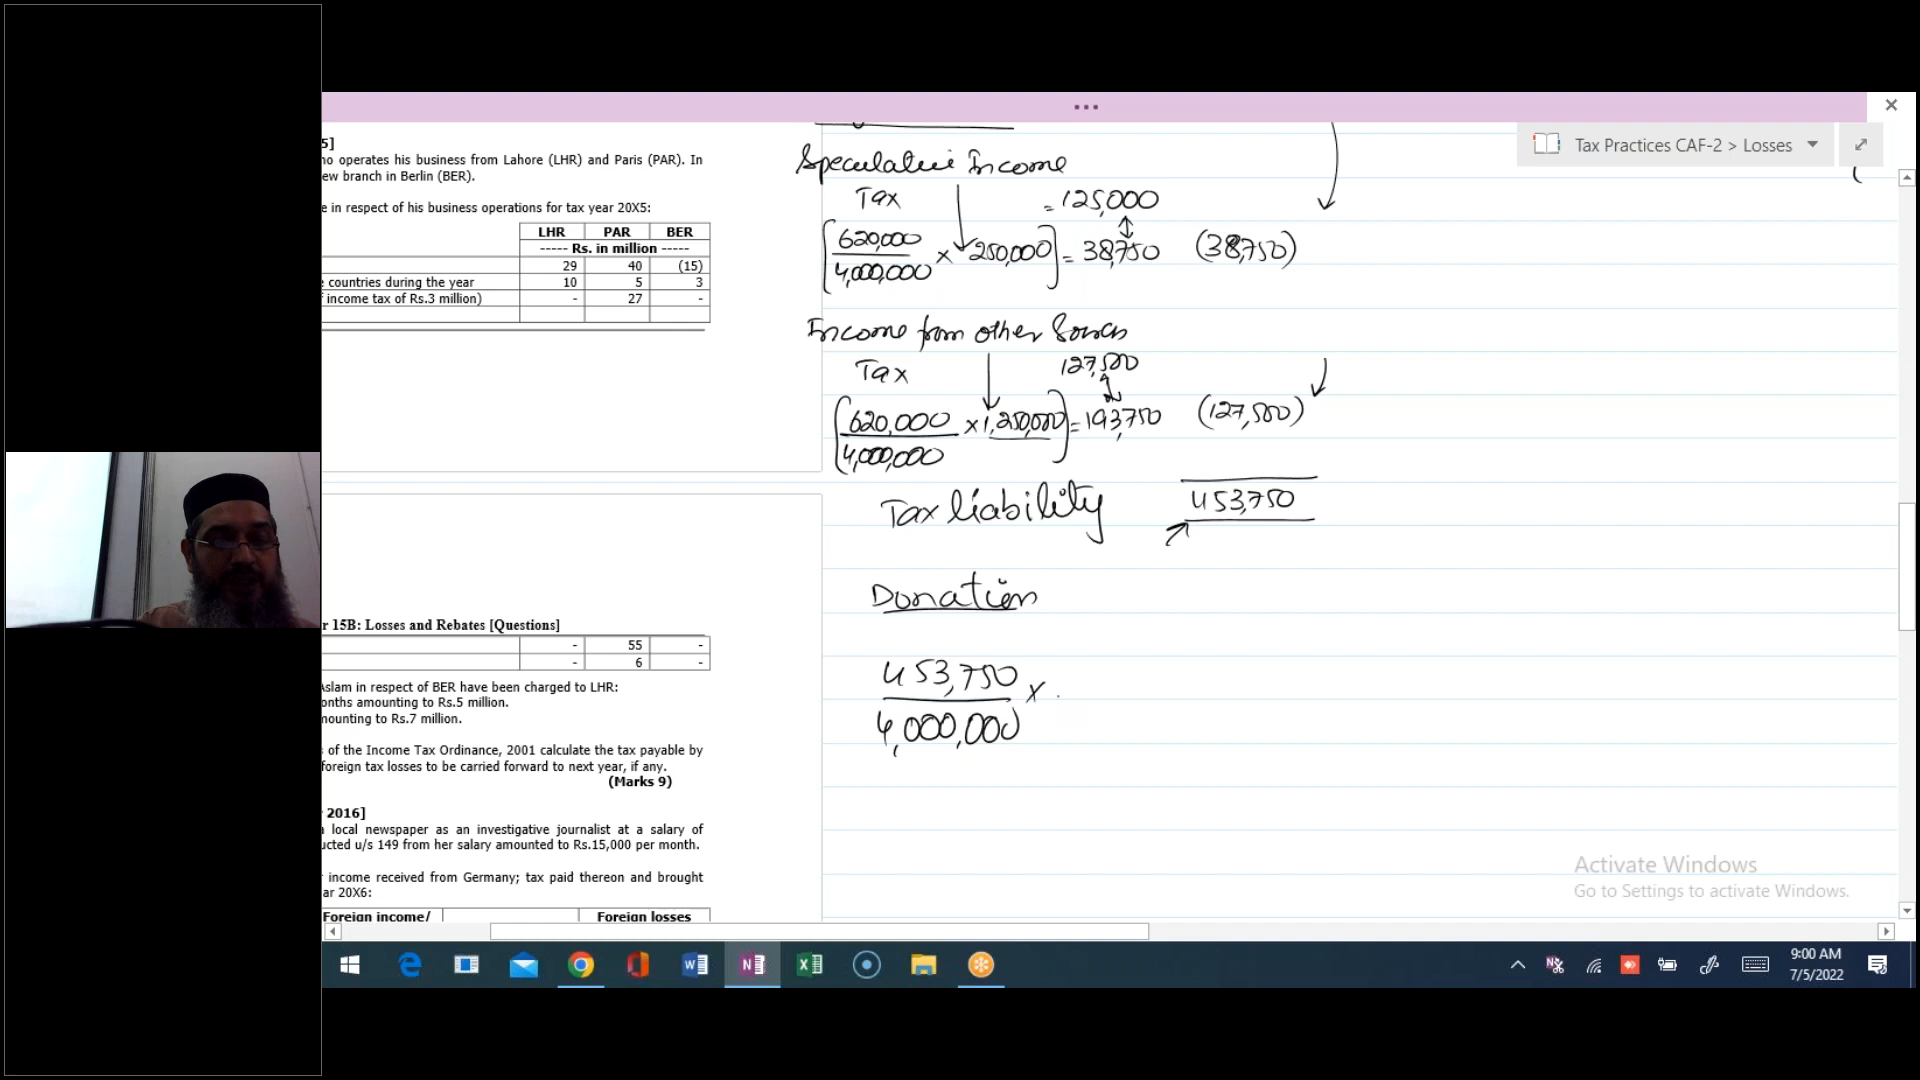 5]
ho operates his business from Lahore (LHR) and Paris (PAR). In
ew branch in Berlin (BER).
e in respect of his business operations for tax year 20X5:
LHR PAR BER
----- Rs. in million -----
29 40 (15)
e countries during the year 10 5 3
f income tax of Rs.3 million) - 27 -
r 15B: Losses and Rebates [Questions]
- 55 -
- 6 -
Aslam in respect of BER have been charged to LHR:
onths amounting to Rs.5 million.
mounting to Rs.7 million.
s of the Income Tax Ordinance, 2001 calculate the tax payable by
foreign tax losses to be carried forward to next year, if any.
(Marks 9)
r 2016]
a local newspaper as an investigative journalist at a salary of
ucted u/s 149 from her salary amounted to Rs.15,000 per month.
r income received from Germany; tax paid thereon and brought
ar 20X6:
Foreign income/ Foreign losses
Tax Practices CAF-2 > Losses
Speculative Income
Tax = 125,000
[620,000 / 4,000,000 × 250,000] = 38,750 (38,750)
Income from other Sources
Tax 127,500
[620,000 / 4,000,000 × 1,250,000] = 193,750 (127,500)
Tax liability 453,750
Donation
453,750 / 4,000,000 ×
Activate Windows
Go to Settings to activate Windows.
9:00 AM
7/5/2022